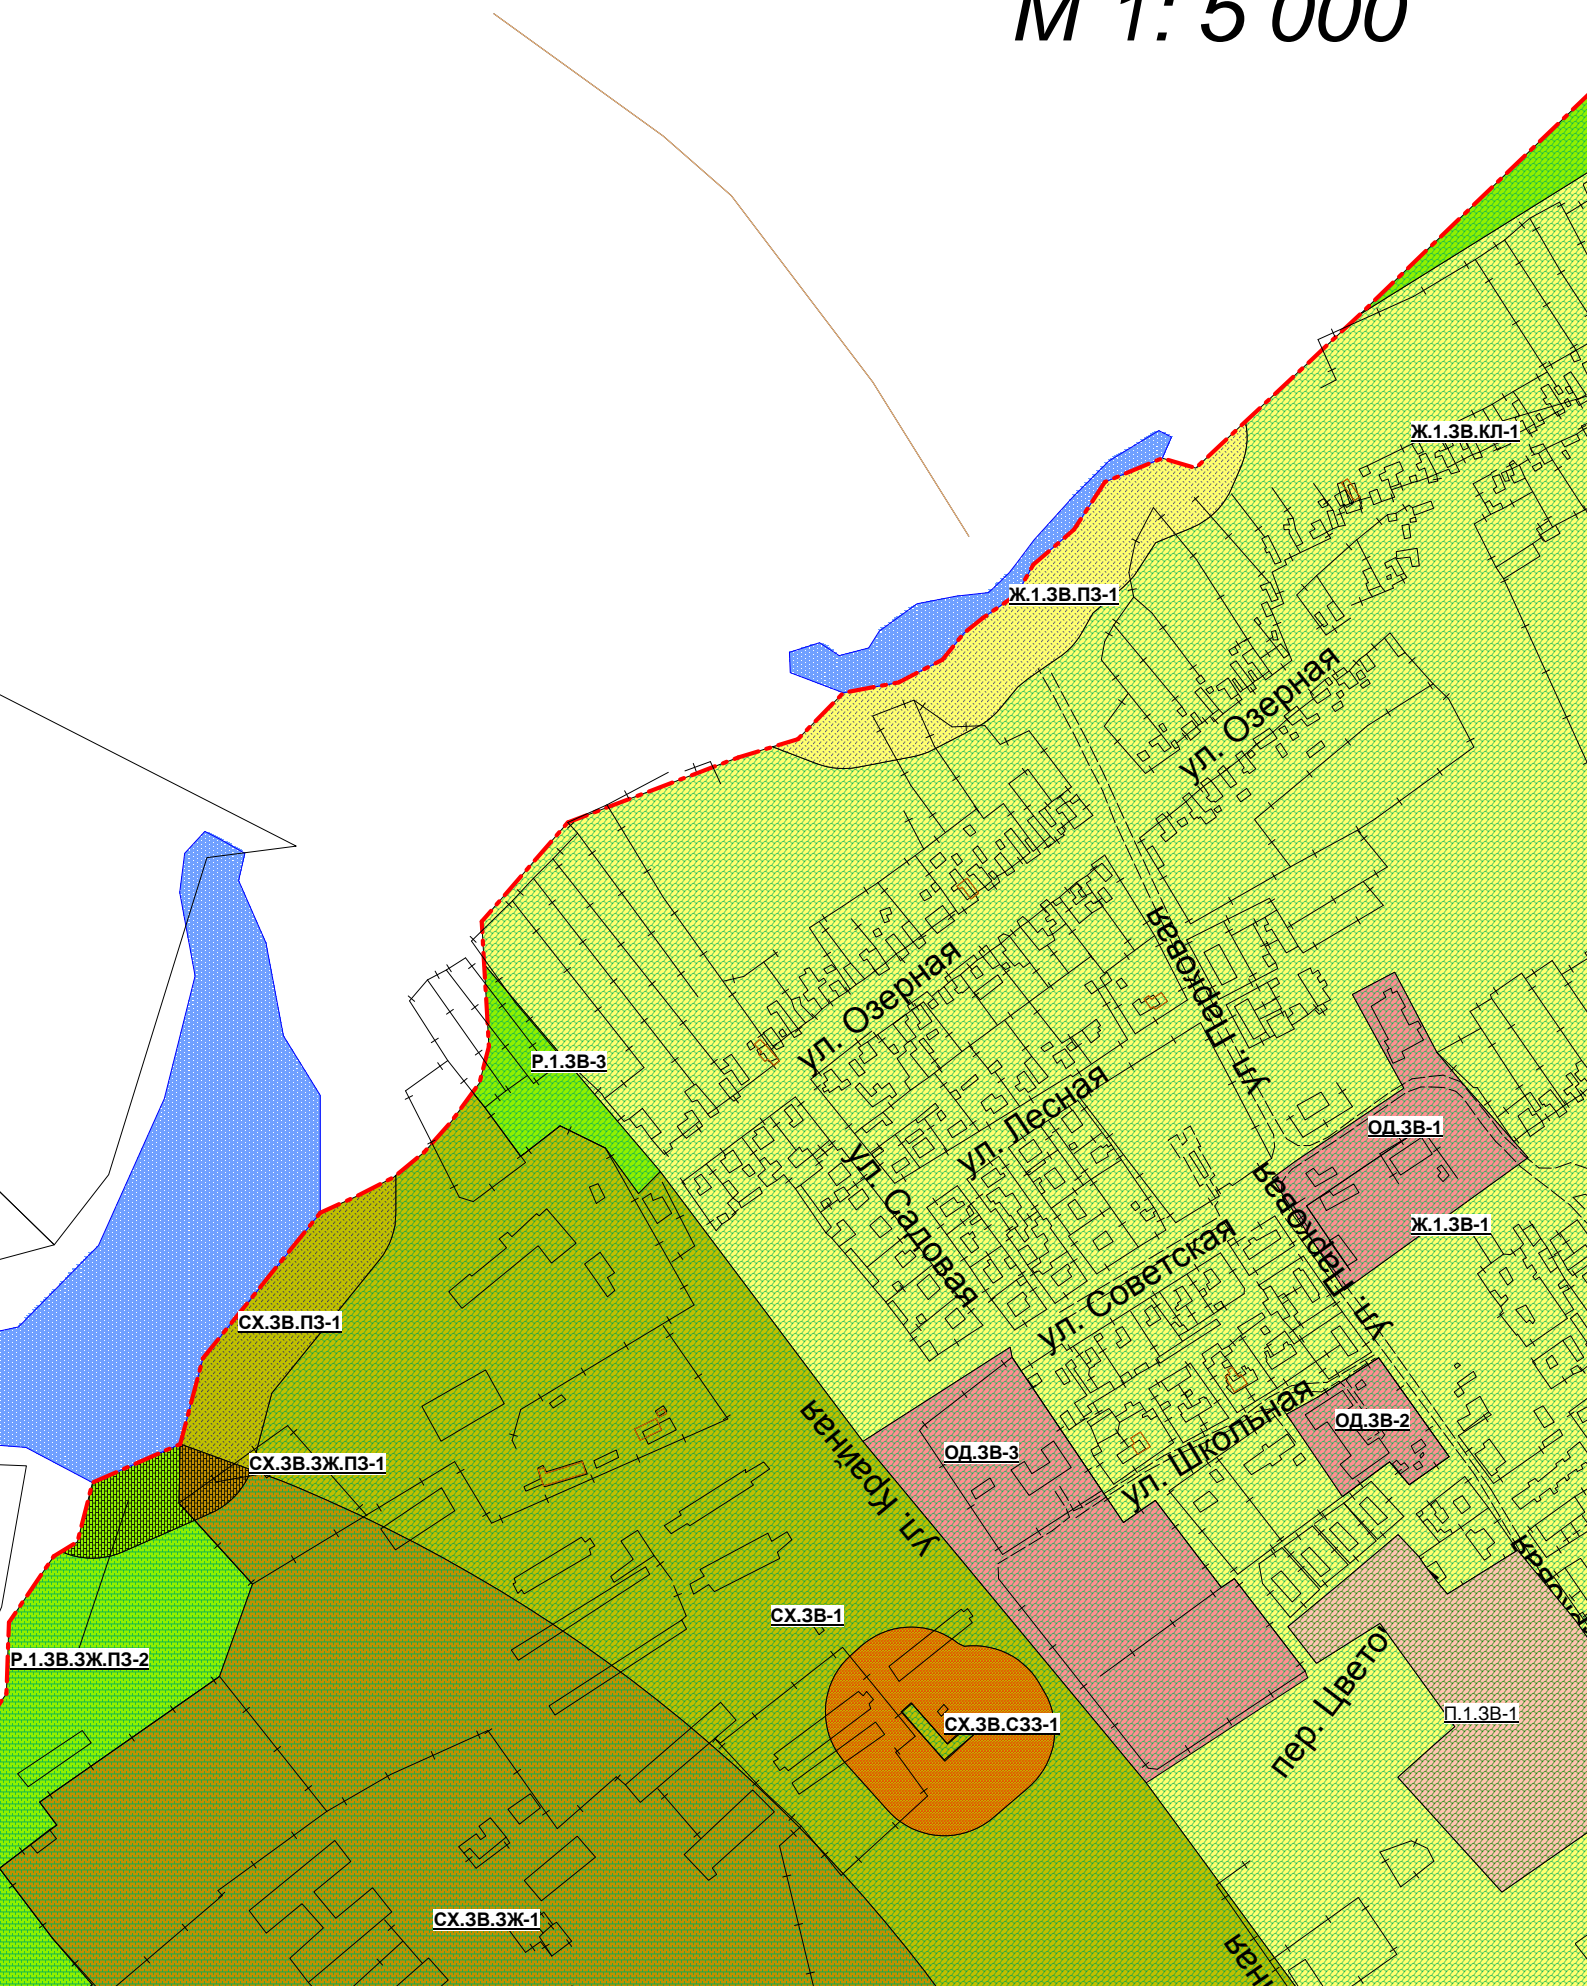 М 1: 5 000
Ж.1.ЗВ.КЛ-1
Ж.1.ЗВ.ПЗ-1
ул. Озерная
ул. Озерная
ул. Парковая
Р.1.ЗВ-3
ул. Лесная
ОД.ЗВ-1
ул. Садовая
ул. Парковая
Ж.1.ЗВ-1
ул. Советская
СХ.ЗВ.ПЗ-1
ул. Школьная
ОД.ЗВ-2
ул. Крайная
ОД.ЗВ-3
СХ.ЗВ.ЗЖ.ПЗ-1
СХ.ЗВ-1
Р.1.ЗВ.ЗЖ.ПЗ-2
пер. Цвето
П.1.ЗВ-1
СХ.ЗВ.СЗЗ-1
СХ.ЗВ.ЗЖ-1